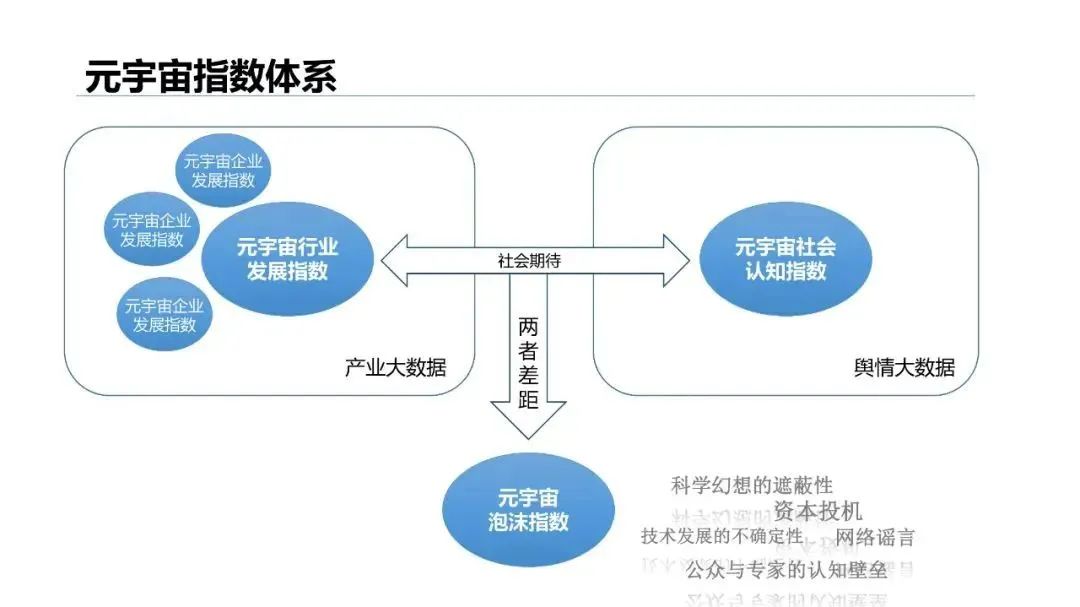 元宇宙指数体系
元宇宙企业
发展指数
元宇宙企业
发展指数
元宇宙行业
发展指数
元宇宙企业
发展指数
产业大数据
社会期待
两者差距
元宇宙社会
认知指数
舆情大数据
元宇宙
泡沫指数
科学幻想的遮蔽性
资本投机
技术发展的不确定性
网络谣言
公众与专家的认知壁垒